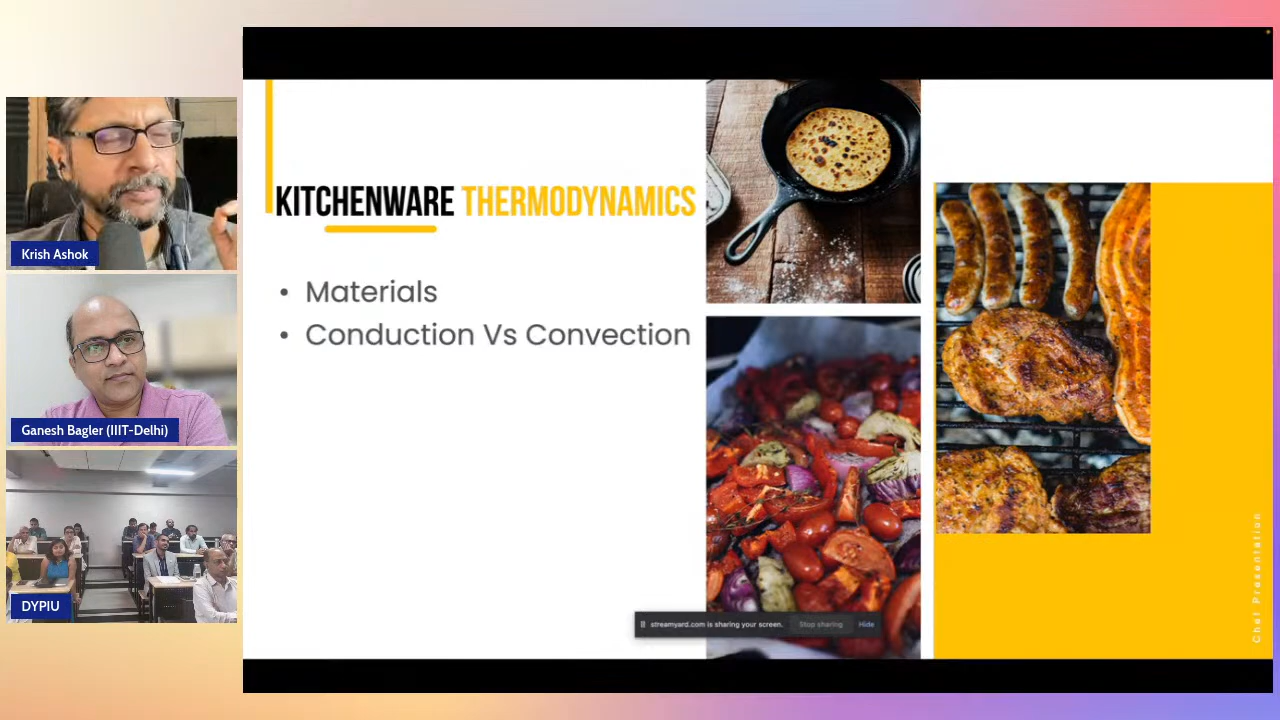 Krish Ashok
Ganesh Bagler (IIIT-Delhi)
DYPIU
KITCHENWARE THERMODYNAMICS
• Materials
• Conduction Vs Convection
streamyard.com is sharing your screen. Stop sharing Hide
Chef Presentation